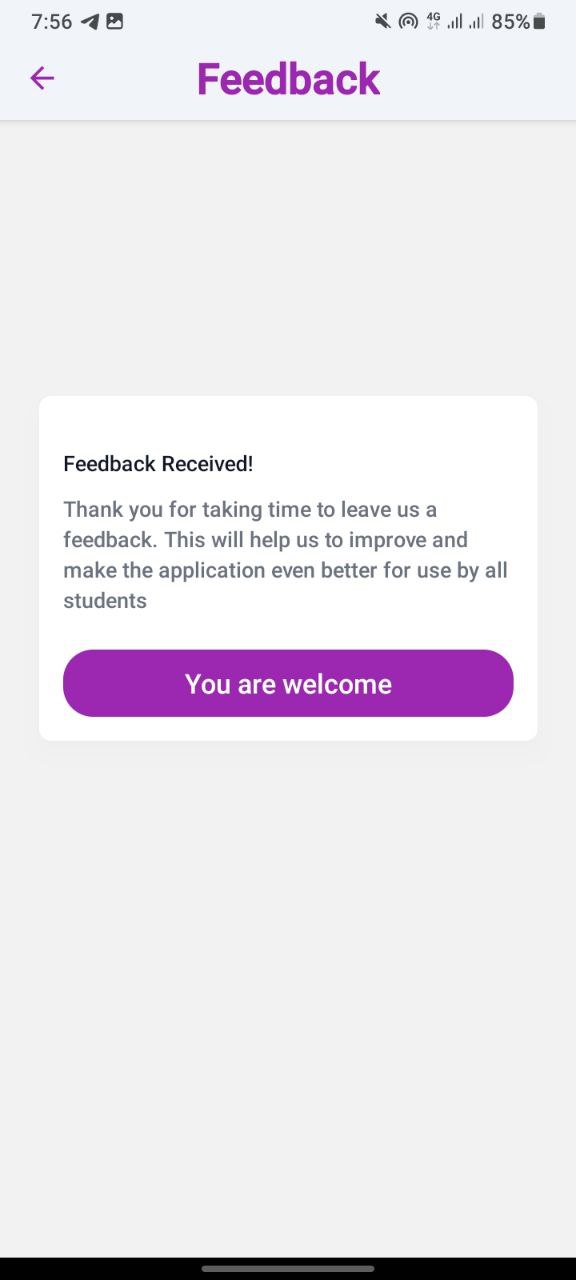 7:56 4G 85%
Feedback
Feedback Received!
Thank you for taking time to leave us a
feedback. This will help us to improve and
make the application even better for use by all
students
You are welcome